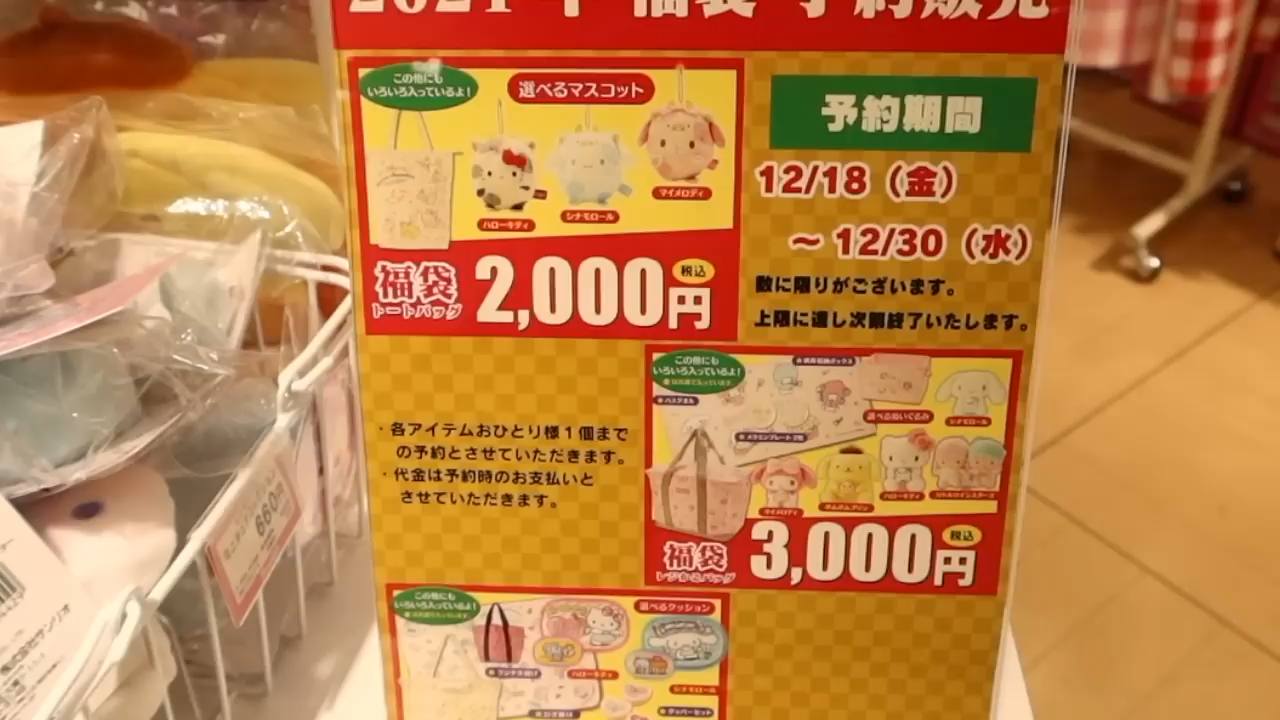 2021年 福袋 予約販売
この他にも
いろいろ入っているよ！
選べるマスコット
ハローキティ
シナモロール
マイメロディ
福袋
トートバッグ
2,000円
税込
予約期間
12/18（金）
～ 12/30（水）
数に限りがございます。
上限に達し次第終了いたします。
・各アイテムおひとり様１個まで
の予約とさせていただきます。
・代金は予約時のお支払いと
させていただきます。
この他にも
いろいろ入っているよ！
選べるぬいぐるみ
シナモロール
マイメロディ
ポムポムプリン
ハローキティ
リトルツインスターズ
福袋
レジかごバッグ
3,000円
税込
この他にも
いろいろ入っているよ！
選べるクッション
ハローキティ
シナモロール
660円